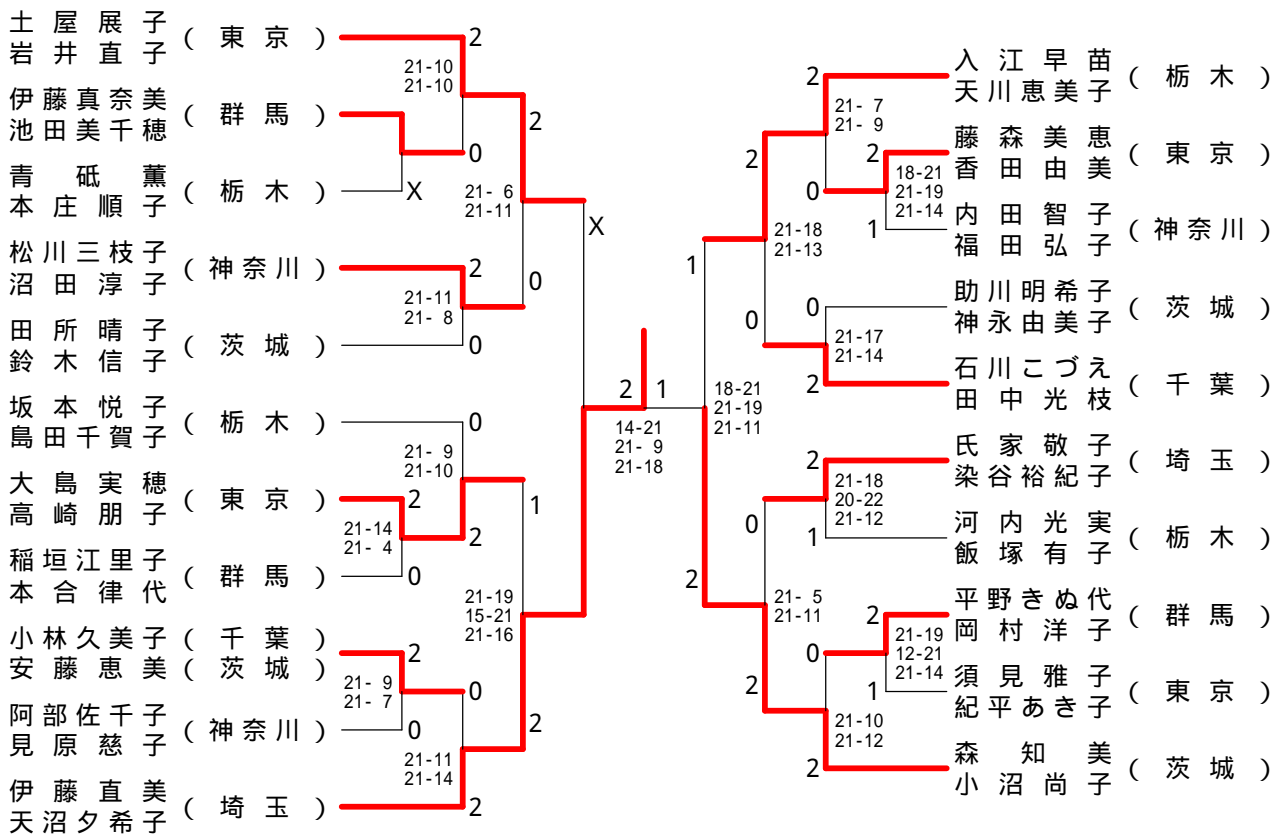 土屋展子
岩井直子
(東京)
伊藤真奈美
池田美千穂
(群馬)
青砥薫
本庄順子
(栃木)
松川三枝子
沼田淳子
(神奈川)
田所晴子
鈴木信子
(茨城)
坂本悦子
島田千賀子
(栃木)
大島実穂
高崎朋子
(東京)
稲垣江里子
本合律代
(群馬)
小林久美子(千葉)
安藤恵美(茨城)
阿部佐千子
見原慈子
(神奈川)
伊藤直美
天沼夕希子
(埼玉)
2
21-10
21-10
0
X
2
21-11
21- 8
0
2
21- 6
21-11
0
X
0
21- 9
21-10
2
2
21-14
21- 4
0
2
21- 9
21- 7
0
0
21-11
21-14
2
1
21-19
15-21
21-16
2
2
1
14-21
21- 9
21-18
1
18-21
21-19
21-11
2
2
21-18
21-13
0
2
21- 7
21- 9
0
2
18-21
21-19
21-14
1
0
21-17
21-14
2
2
21-18
20-22
21-12
1
0
21- 5
21-11
2
2
21-19
12-21
21-14
1
0
21-10
21-12
2
入江早苗
天川恵美子
(栃木)
藤森美恵
香田由美
(東京)
内田智子
福田弘子
(神奈川)
助川明希子
神永由美子
(茨城)
石川こづえ
田中光枝
(千葉)
氏家敬子
染谷裕紀子
(埼玉)
河内光実
飯塚有子
(栃木)
平野きぬ代
岡村洋子
(群馬)
須見雅子
紀平あき子
(東京)
森知美
小沼尚子
(茨城)